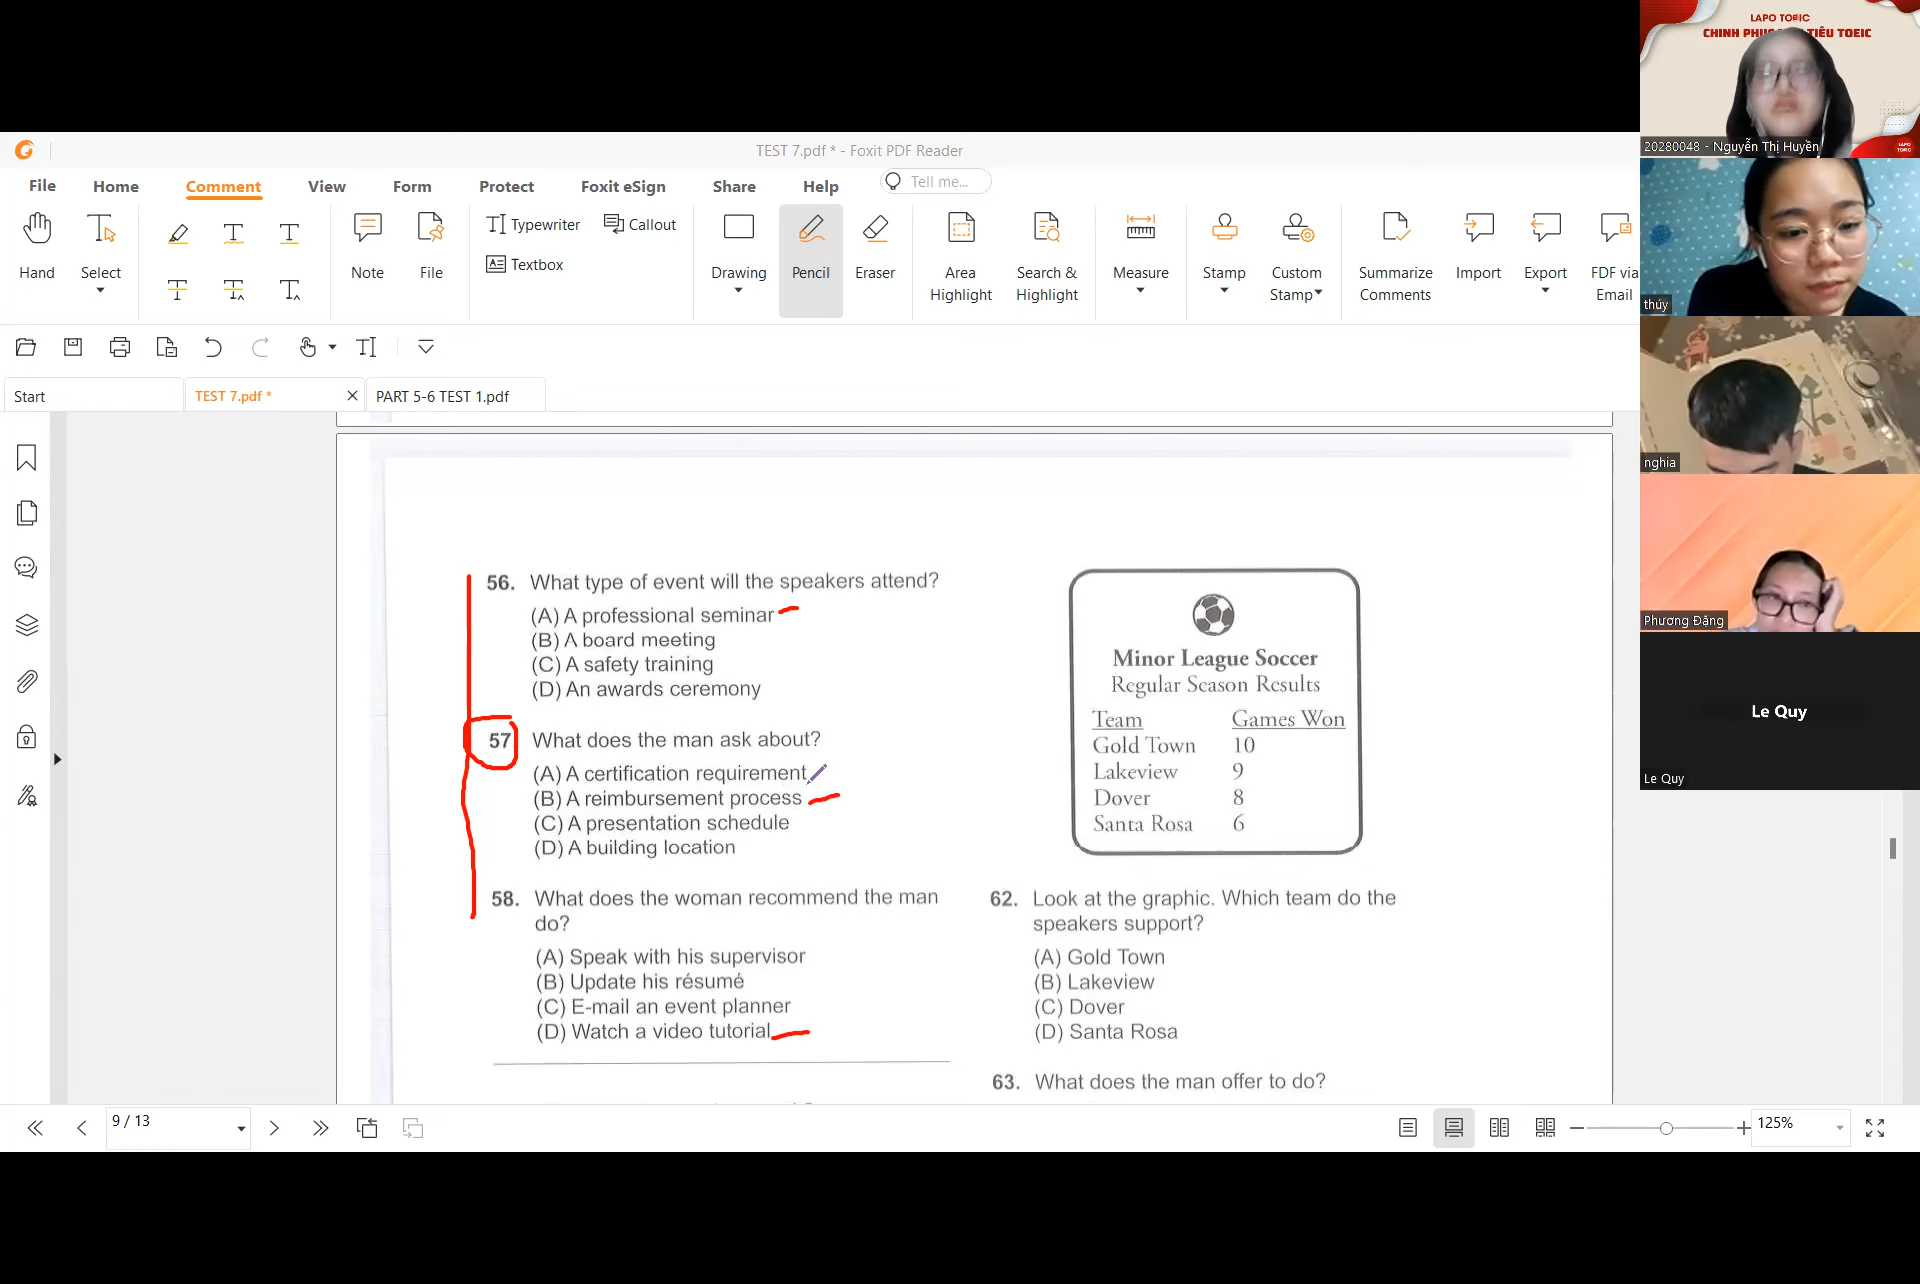 LAPO TOEIC
CHINH PHỤC MỤC TIÊU TOEIC
20280048 - Nguyễn Thị Huyền
thúy
nghia
Phương Đặng
Le Quy
Le Quy
TEST 7.pdf * - Foxit PDF Reader
File
Home
Comment
View
Form
Protect
Foxit eSign
Share
Help
Tell me...
Hand
Select
Note
File
Typewriter
Callout
Textbox
Drawing
Pencil
Eraser
Area Highlight
Search & Highlight
Measure
Stamp
Custom Stamp
Summarize Comments
Import
Export
FDF via Email
Start
TEST 7.pdf *
PART 5-6 TEST 1.pdf
56. What type of event will the speakers attend?
(A) A professional seminar
(B) A board meeting
(C) A safety training
(D) An awards ceremony
57 What does the man ask about?
(A) A certification requirement
(B) A reimbursement process
(C) A presentation schedule
(D) A building location
58. What does the woman recommend the man
do?
(A) Speak with his supervisor
(B) Update his résumé
(C) E-mail an event planner
(D) Watch a video tutorial
Minor League Soccer
Regular Season Results
Team Games Won
Gold Town 10
Lakeview 9
Dover 8
Santa Rosa 6
62. Look at the graphic. Which team do the
speakers support?
(A) Gold Town
(B) Lakeview
(C) Dover
(D) Santa Rosa
63. What does the man offer to do?
9 / 13
125%